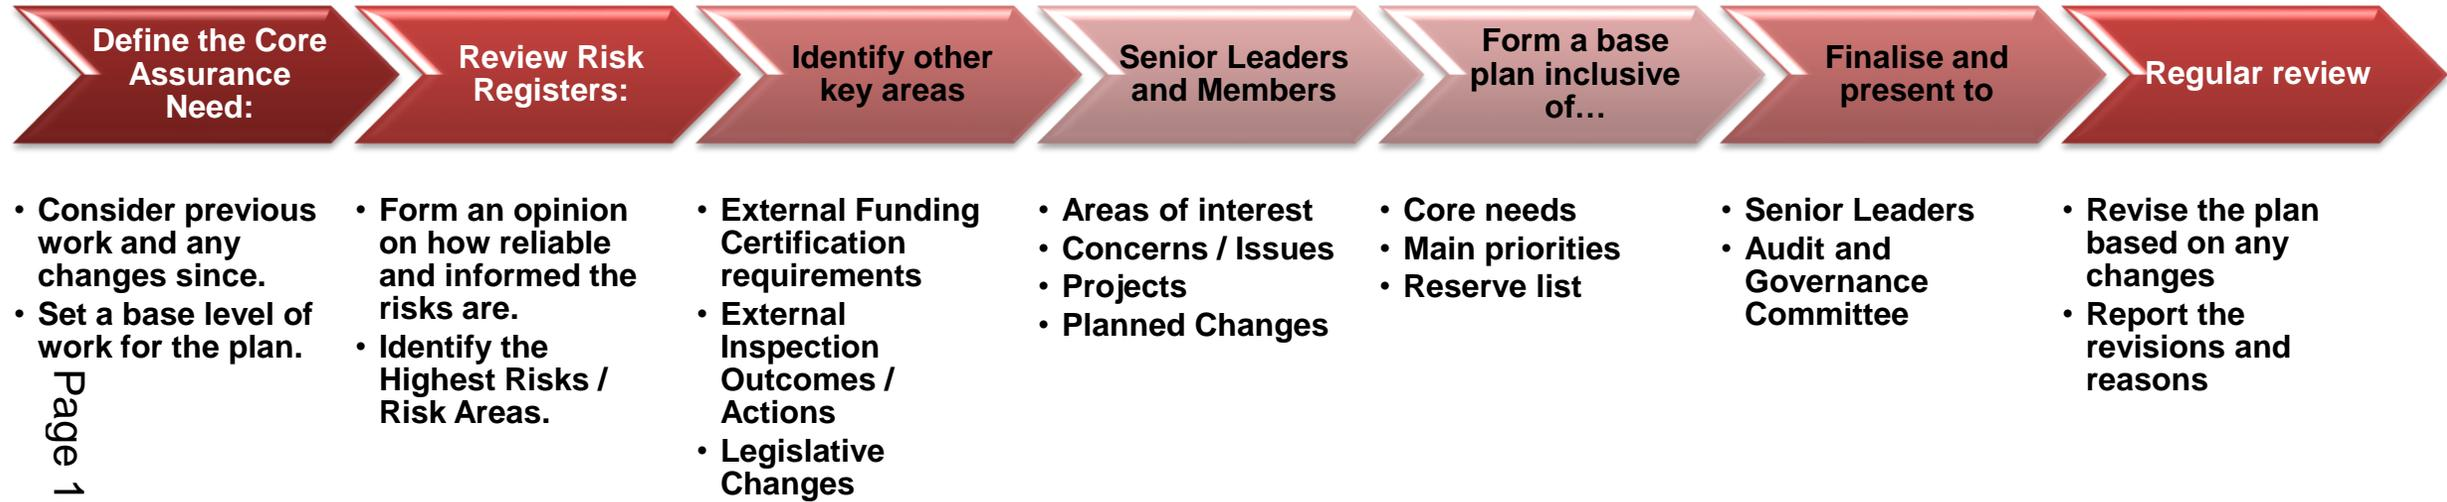 Define the Core
Assurance
Need:
• Consider previous
work and any
changes since.
• Set a base level of
work for the plan.
Review Risk
Registers:
• Form an opinion
on how reliable
and informed the
risks are.
• Identify the
Highest Risks /
Risk Areas.
Identify other
key areas
• External Funding
Certification
requirements
• External
Inspection
Outcomes /
Actions
• Legislative
Changes
Senior Leaders
and Members
• Areas of interest
• Concerns / Issues
• Projects
• Planned Changes
Form a base
plan inclusive
of…
• Core needs
• Main priorities
• Reserve list
Finalise and
present to
• Senior Leaders
• Audit and
Governance
Committee
Regular review
• Revise the plan
based on any
changes
• Report the
revisions and
reasons
Page 1